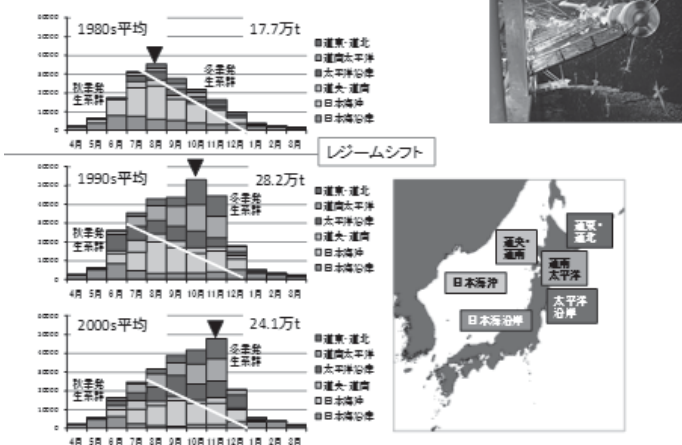 1980s平均
17.7万t
秋季発
生系群
冬季発
生系群
道東・道北
道南太平洋
太平洋沿岸
道央・道南
日本海沖
日本海沿岸
4月 5月 6月 7月 8月 9月 10月 11月 12月 1月 2月 3月
レジームシフト
1990s平均
28.2万t
秋季発
生系群
冬季発
生系群
道東・道北
道南太平洋
太平洋沿岸
道央・道南
日本海沖
日本海沿岸
4月 5月 6月 7月 8月 9月 10月 11月 12月 1月 2月 3月
2000s平均
24.1万t
秋季発
生系群
冬季発
生系群
道東・道北
道南太平洋
太平洋沿岸
道央・道南
日本海沖
日本海沿岸
4月 5月 6月 7月 8月 9月 10月 11月 12月 1月 2月 3月
道東・
道北
道央・
道南
道南
太平洋
日本海沖
太平洋
沿岸
日本海沿岸